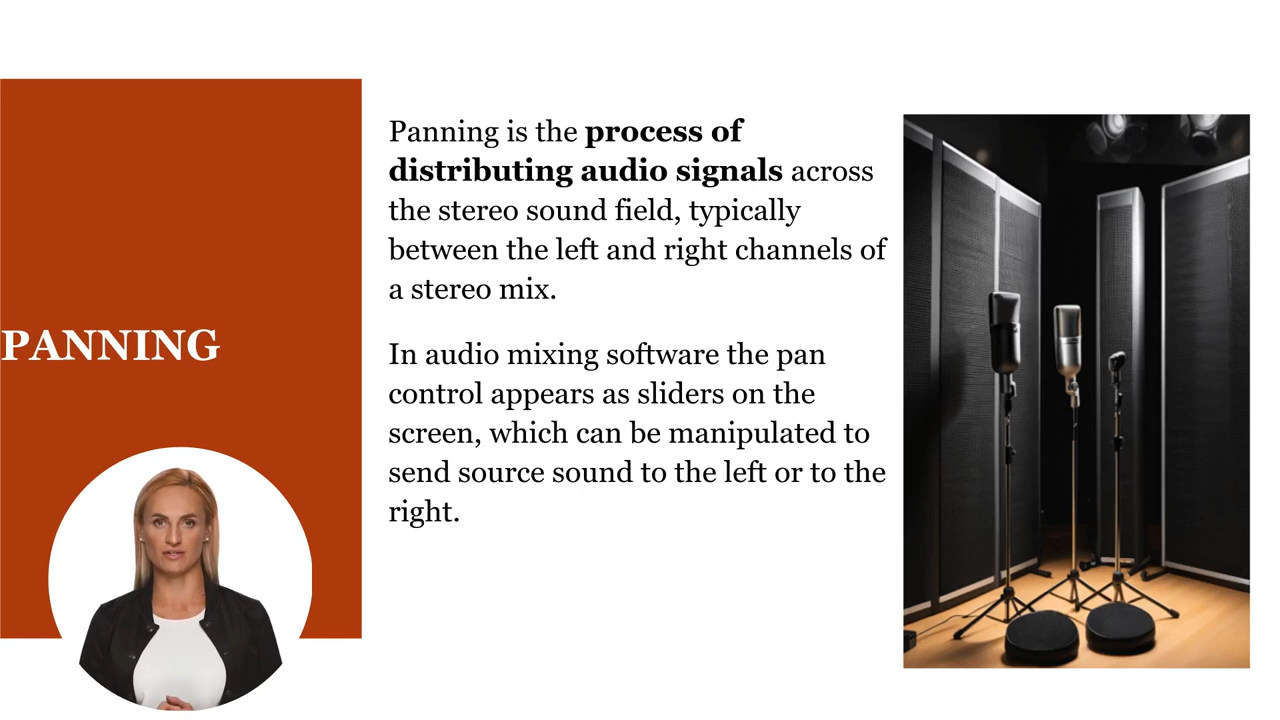 PANNING
Panning is the process of
distributing audio signals across
the stereo sound field, typically
between the left and right channels of
a stereo mix.
In audio mixing software the pan
control appears as sliders on the
screen, which can be manipulated to
send source sound to the left or to the
right.